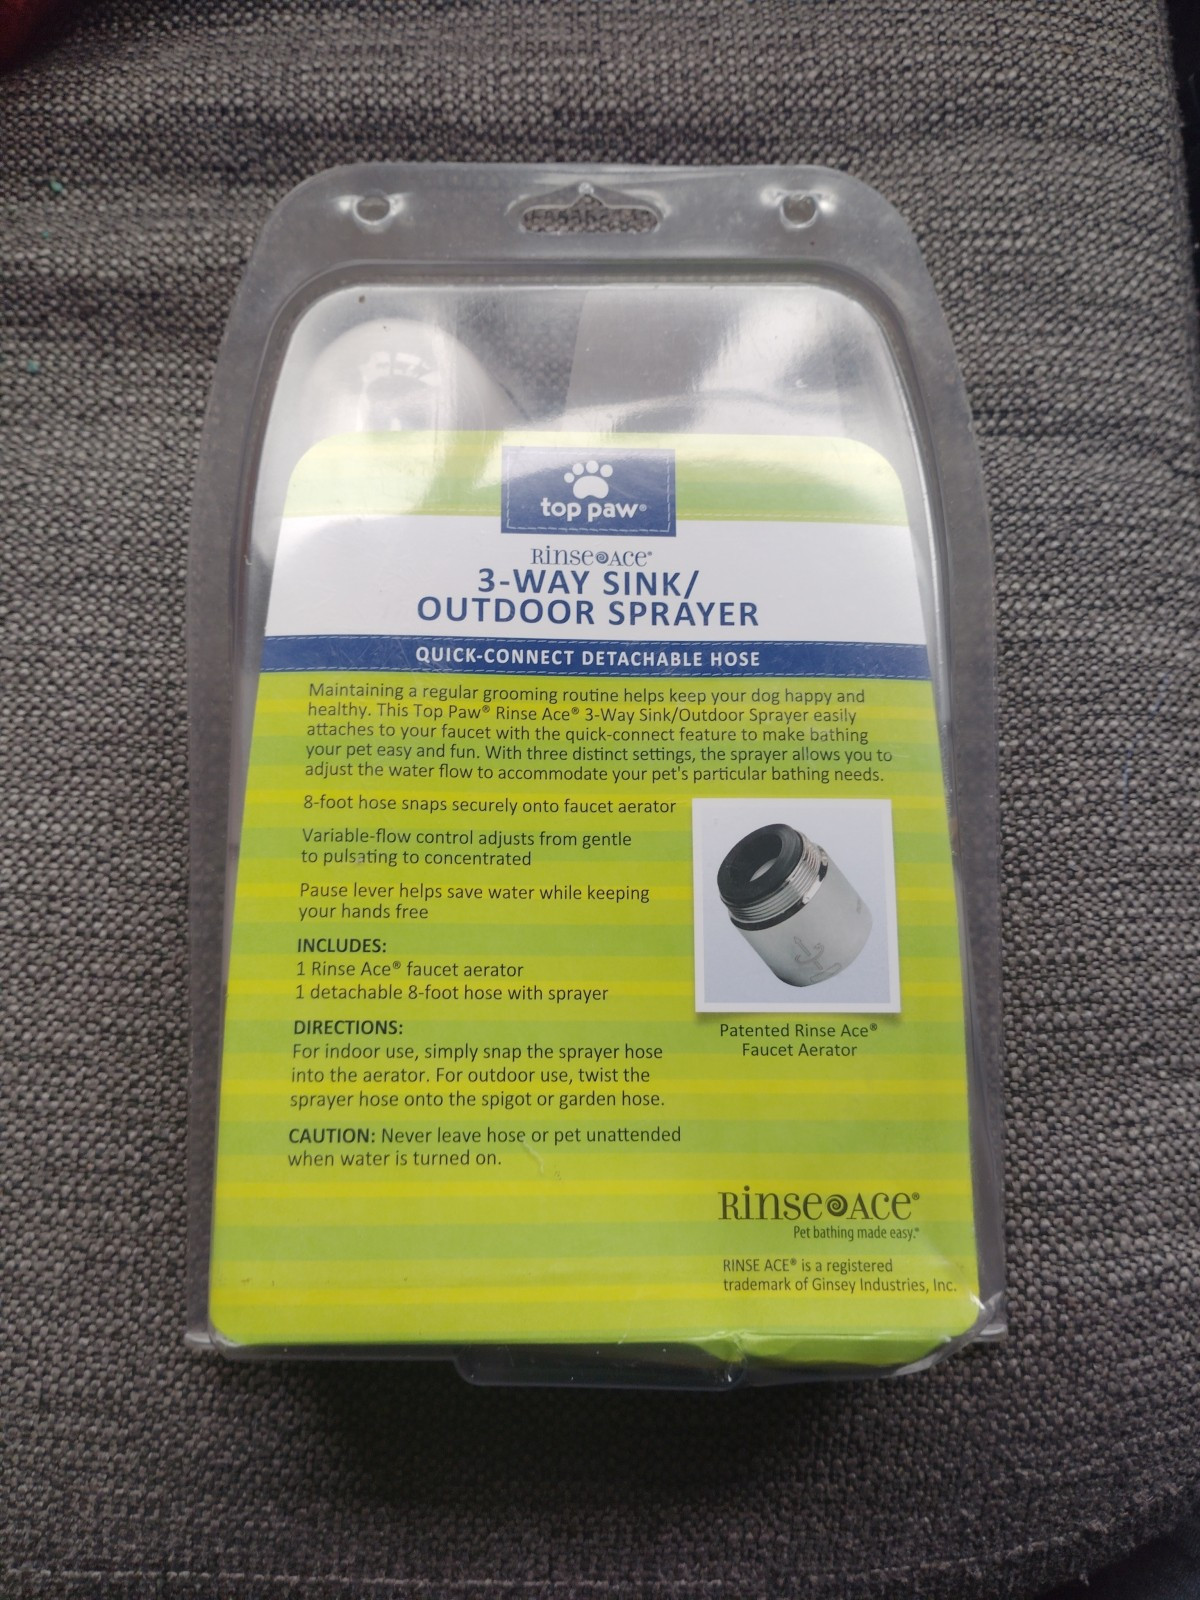 top paw®
Rinse Ace®
3-WAY SINK/
OUTDOOR SPRAYER
QUICK-CONNECT DETACHABLE HOSE
Maintaining a regular grooming routine helps keep your dog happy and
healthy. This Top Paw® Rinse Ace® 3-Way Sink/Outdoor Sprayer easily
attaches to your faucet with the quick-connect feature to make bathing
your pet easy and fun. With three distinct settings, the sprayer allows you to
adjust the water flow to accommodate your pet's particular bathing needs.
8-foot hose snaps securely onto faucet aerator
Variable-flow control adjusts from gentle
to pulsating to concentrated
Pause lever helps save water while keeping
your hands free
INCLUDES:
1 Rinse Ace® faucet aerator
1 detachable 8-foot hose with sprayer
DIRECTIONS:
For indoor use, simply snap the sprayer hose
into the aerator. For outdoor use, twist the
sprayer hose onto the spigot or garden hose.
CAUTION: Never leave hose or pet unattended
when water is turned on.
Patented Rinse Ace®
Faucet Aerator
Rinse Ace®
Pet bathing made easy.®
RINSE ACE® is a registered
trademark of Ginsey Industries, Inc.